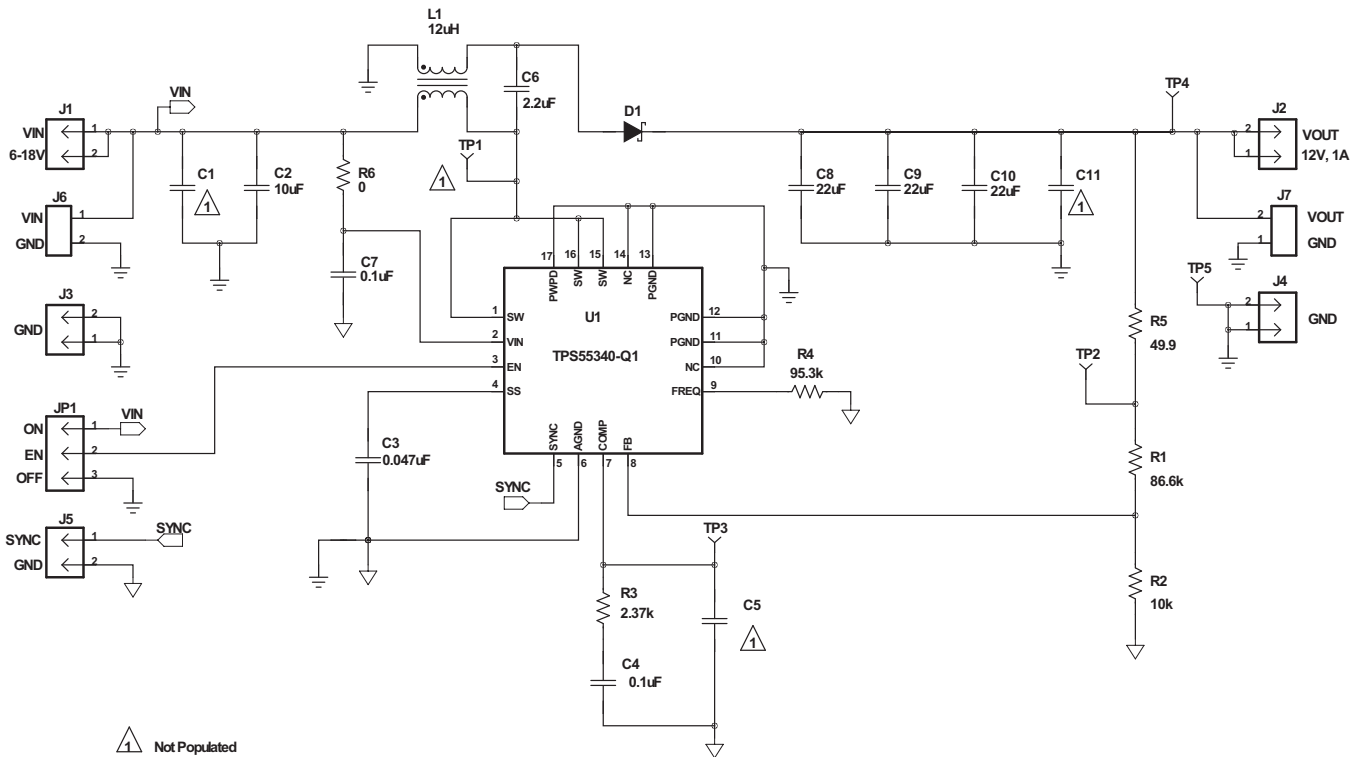 L1
12uH
C6
2.2uF
VIN
J1
VIN
1
2
6-18V
D1
TP4
J2
2
1
VOUT
12V, 1A
C1
1
C2
10uF
R6
0
TP1
1
C8
22uF
C9
22uF
C10
22uF
C11
1
J6
VIN
1
GND
2
J7
2
VOUT
1
GND
C7
0.1uF
17
16
15
14
13
PWPD
SW
SW
NC
PGND
TP5
J4
2
1
GND
J3
GND
2
1
U1
TPS55340-Q1
1
SW
2
VIN
3
EN
4
SS
PGND
12
PGND
11
NC
10
FREQ
9
R4
95.3k
R5
49.9
TP2
JP1
ON
1
VIN
EN
2
OFF
3
C3
0.047uF
SYNC
AGND
COMP
FB
5
6
7
8
SYNC
R1
86.6k
J5
SYNC
1
SYNC
GND
2
TP3
R3
2.37k
C5
1
R2
10k
C4
0.1uF
1 Not Populated